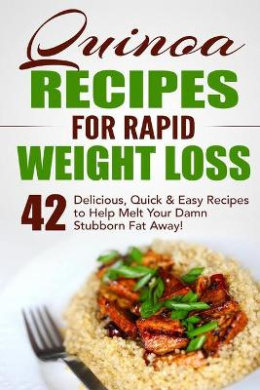 Quinoa
RECIPES
FOR RAPID
WEIGHT LOSS
42
Delicious, Quick & Easy Recipes
to Help Melt Your Damn
Stubborn Fat Away!